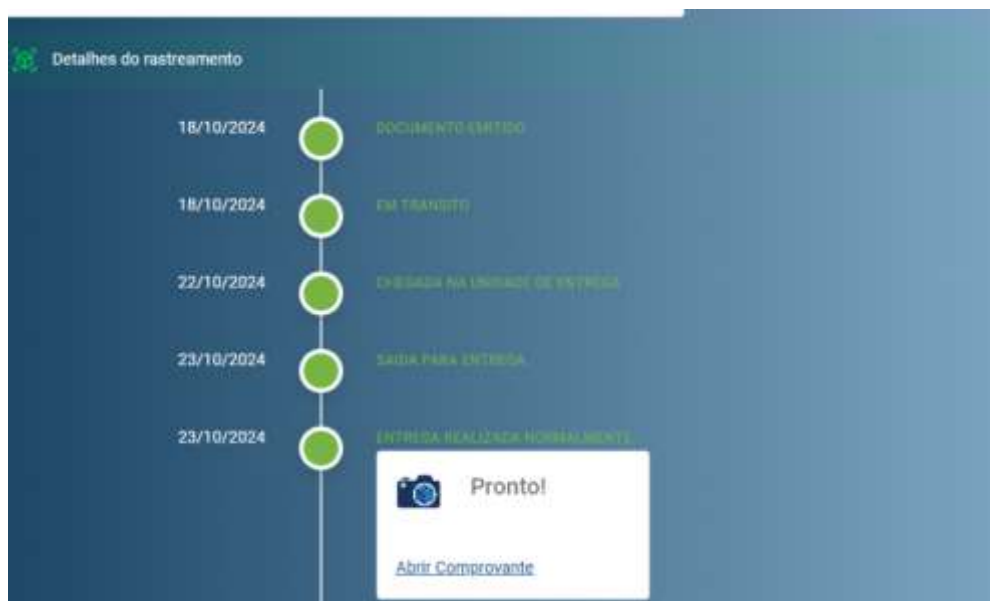 Detalhes do rastreamento
18/10/2024
DOCUMENTO EMITIDO
18/10/2024
EM TRANSITO
22/10/2024
CHEGADA NA UNIDADE DE ENTREGA
23/10/2024
SAIDA PARA ENTREGA
23/10/2024
ENTREGA REALIZADA NORMALMENTE
Pronto!
Abrir Comprovante